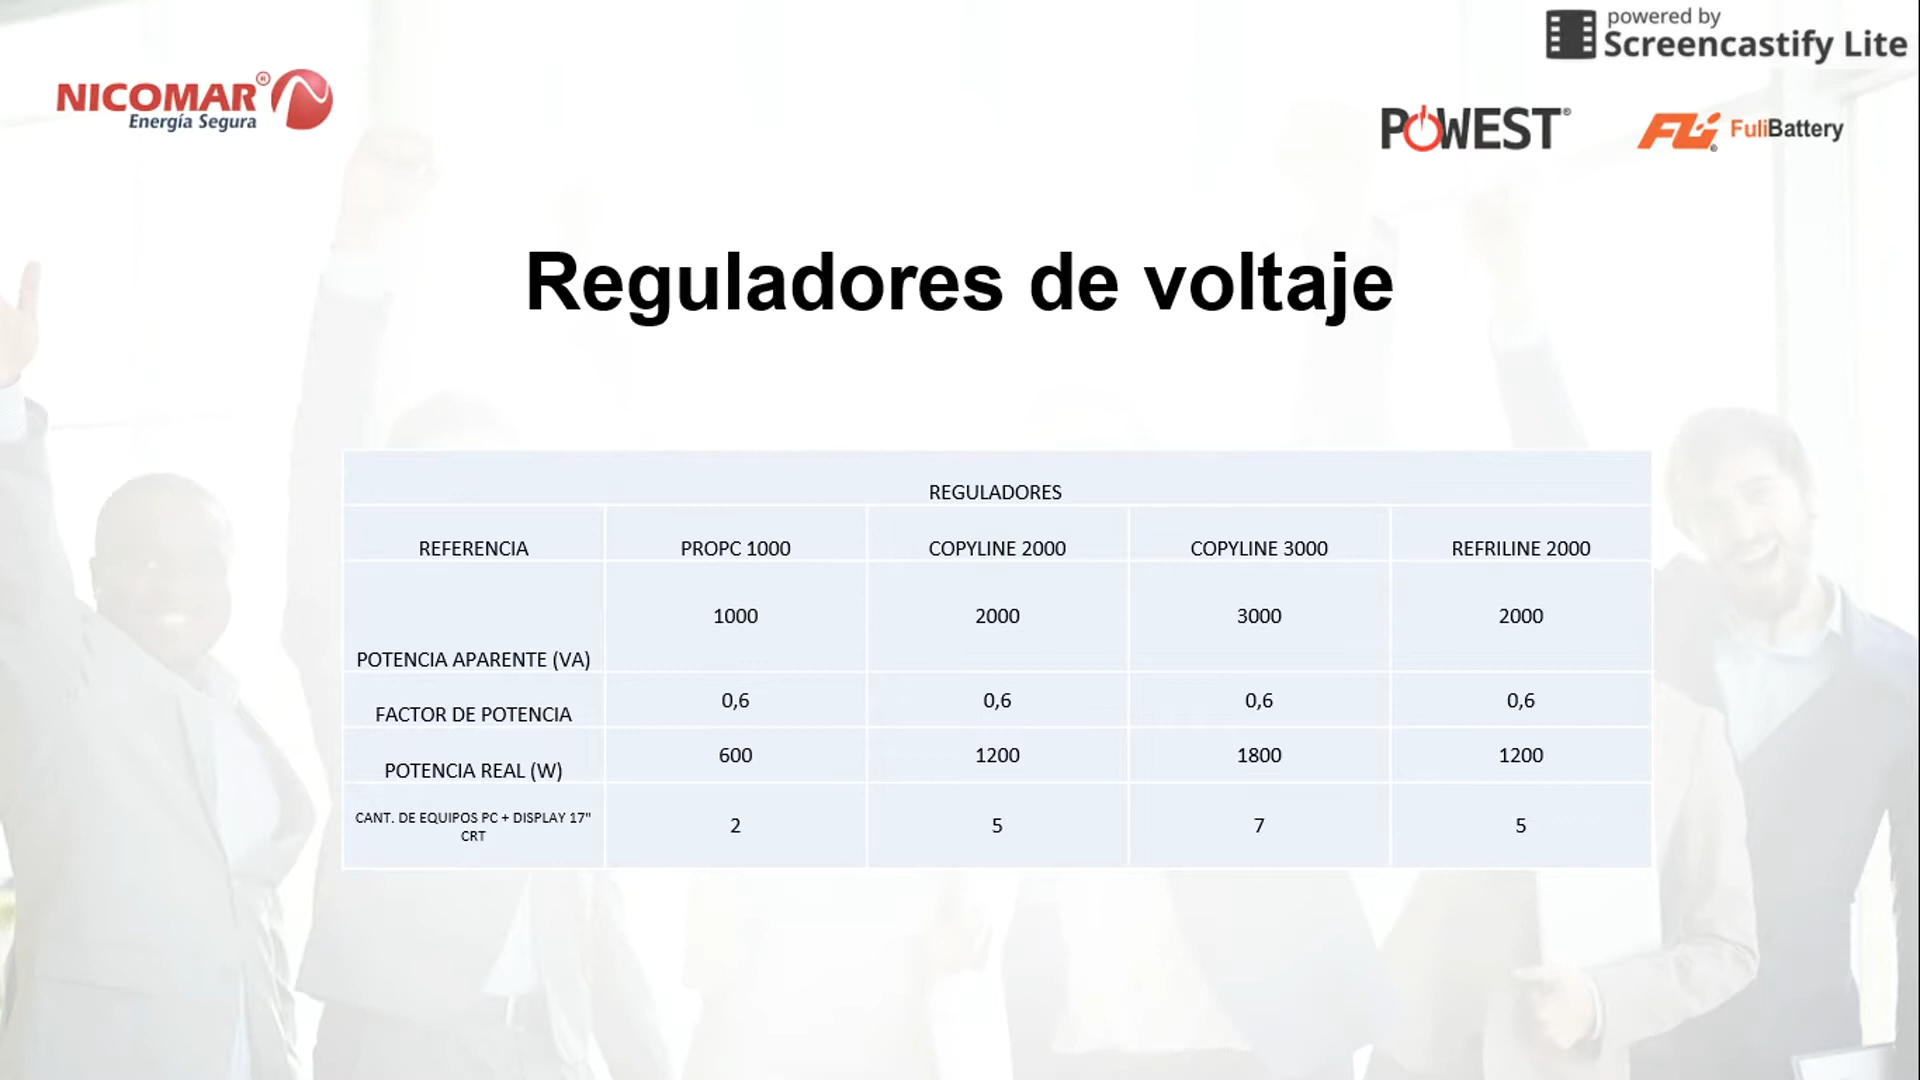 powered by
Screencastify Lite
NICOMAR®
Energía Segura
POWEST®
FLi® FuliBattery
Reguladores de voltaje
REGULADORES
REFERENCIA PROPC 1000 COPYLINE 2000 COPYLINE 3000 REFRILINE 2000
POTENCIA APARENTE (VA) 1000 2000 3000 2000
FACTOR DE POTENCIA 0,6 0,6 0,6 0,6
POTENCIA REAL (W) 600 1200 1800 1200
CANT. DE EQUIPOS PC + DISPLAY 17"
CRT 2 5 7 5